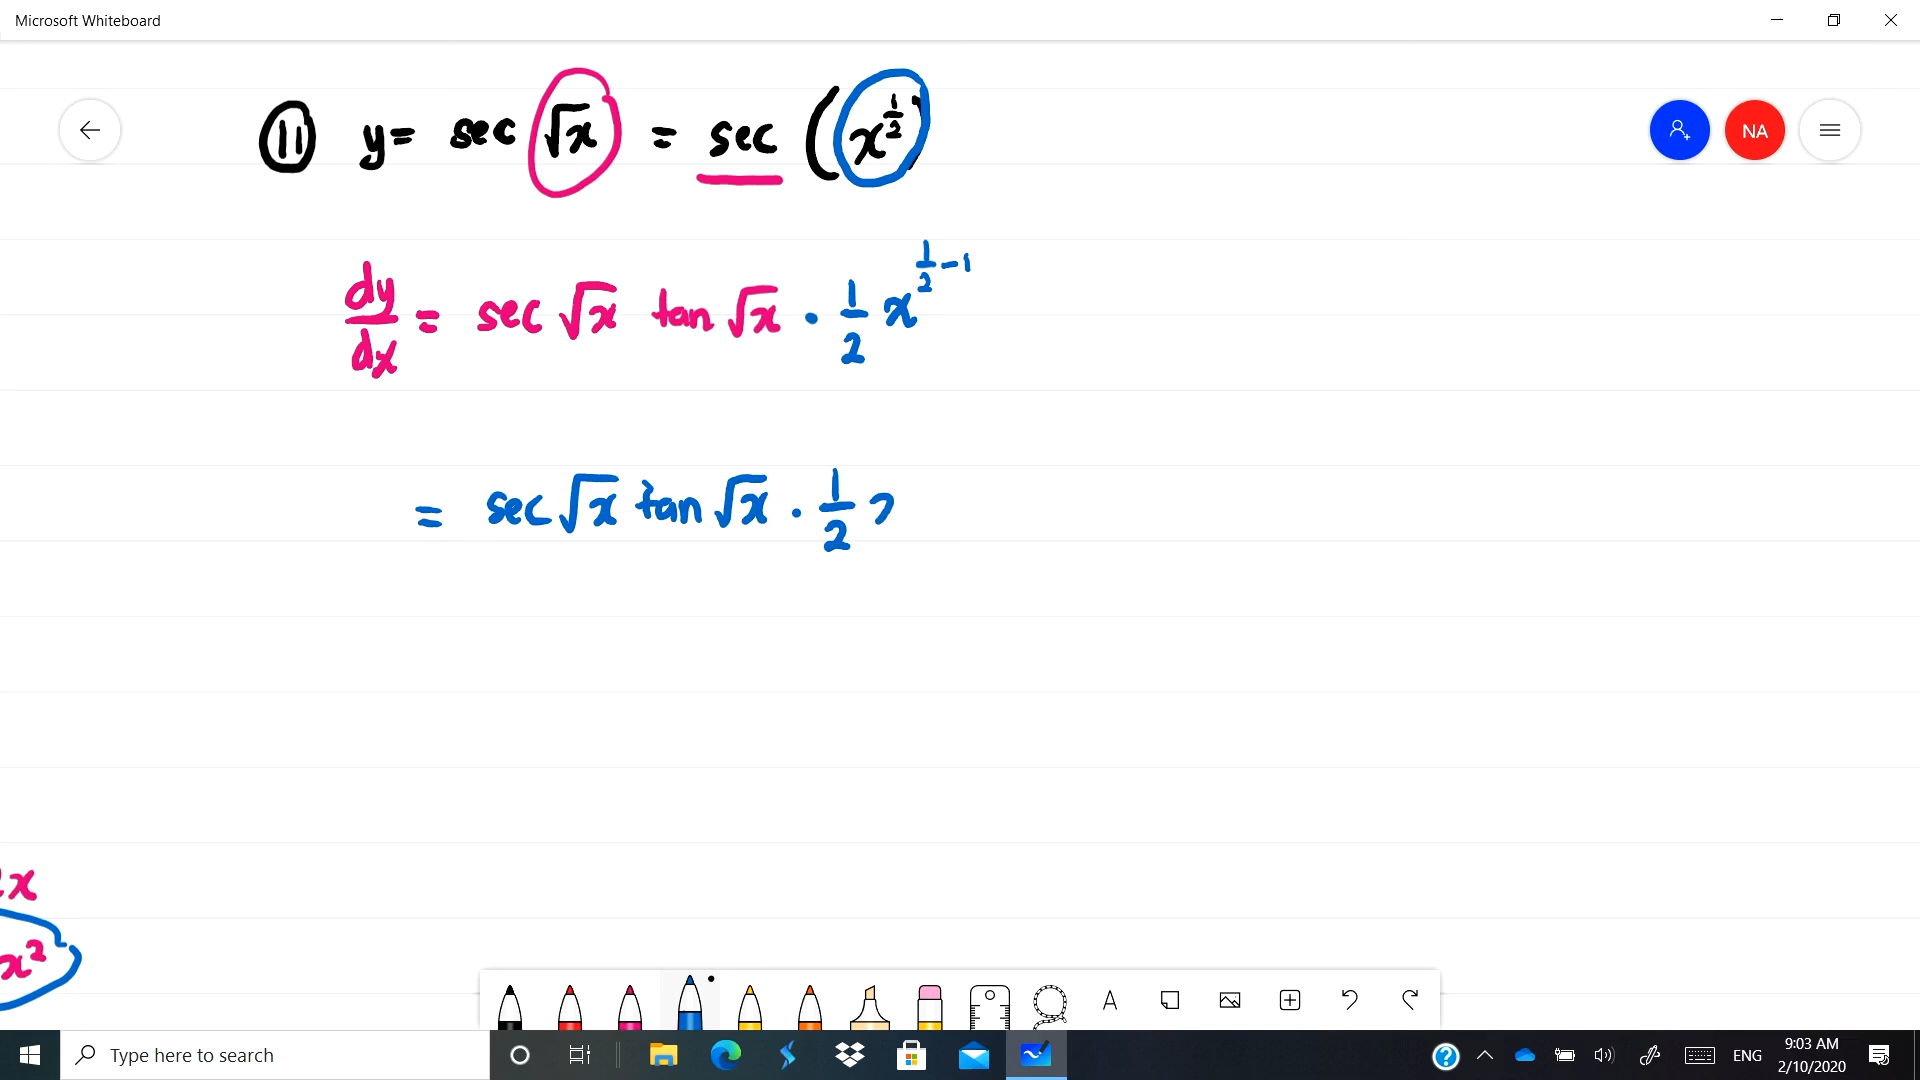 Microsoft Whiteboard
⑪ y= sec √x = sec (x^1/2)
NA
dy/dx = sec √x tan √x · 1/2 x^1/2-1
= sec √x tan √x · 1/2
x
x²
A
Type here to search
ENG
9:03 AM
2/10/2020